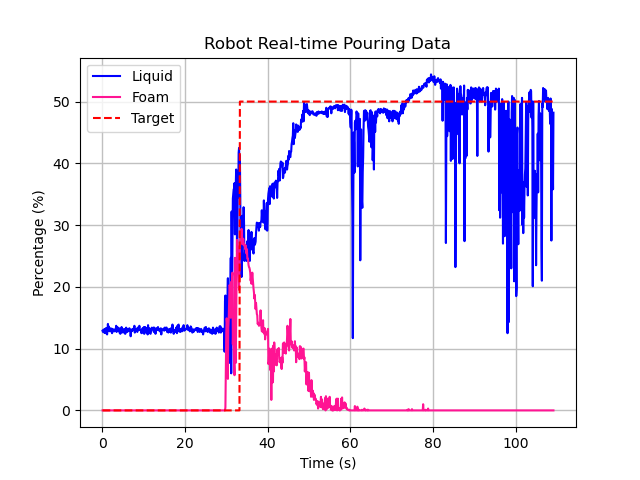 Robot Real-time Pouring Data
Liquid
Foam
Target
50
40
30
20
10
0
Percentage (%)
0 20 40 60 80 100
Time (s)